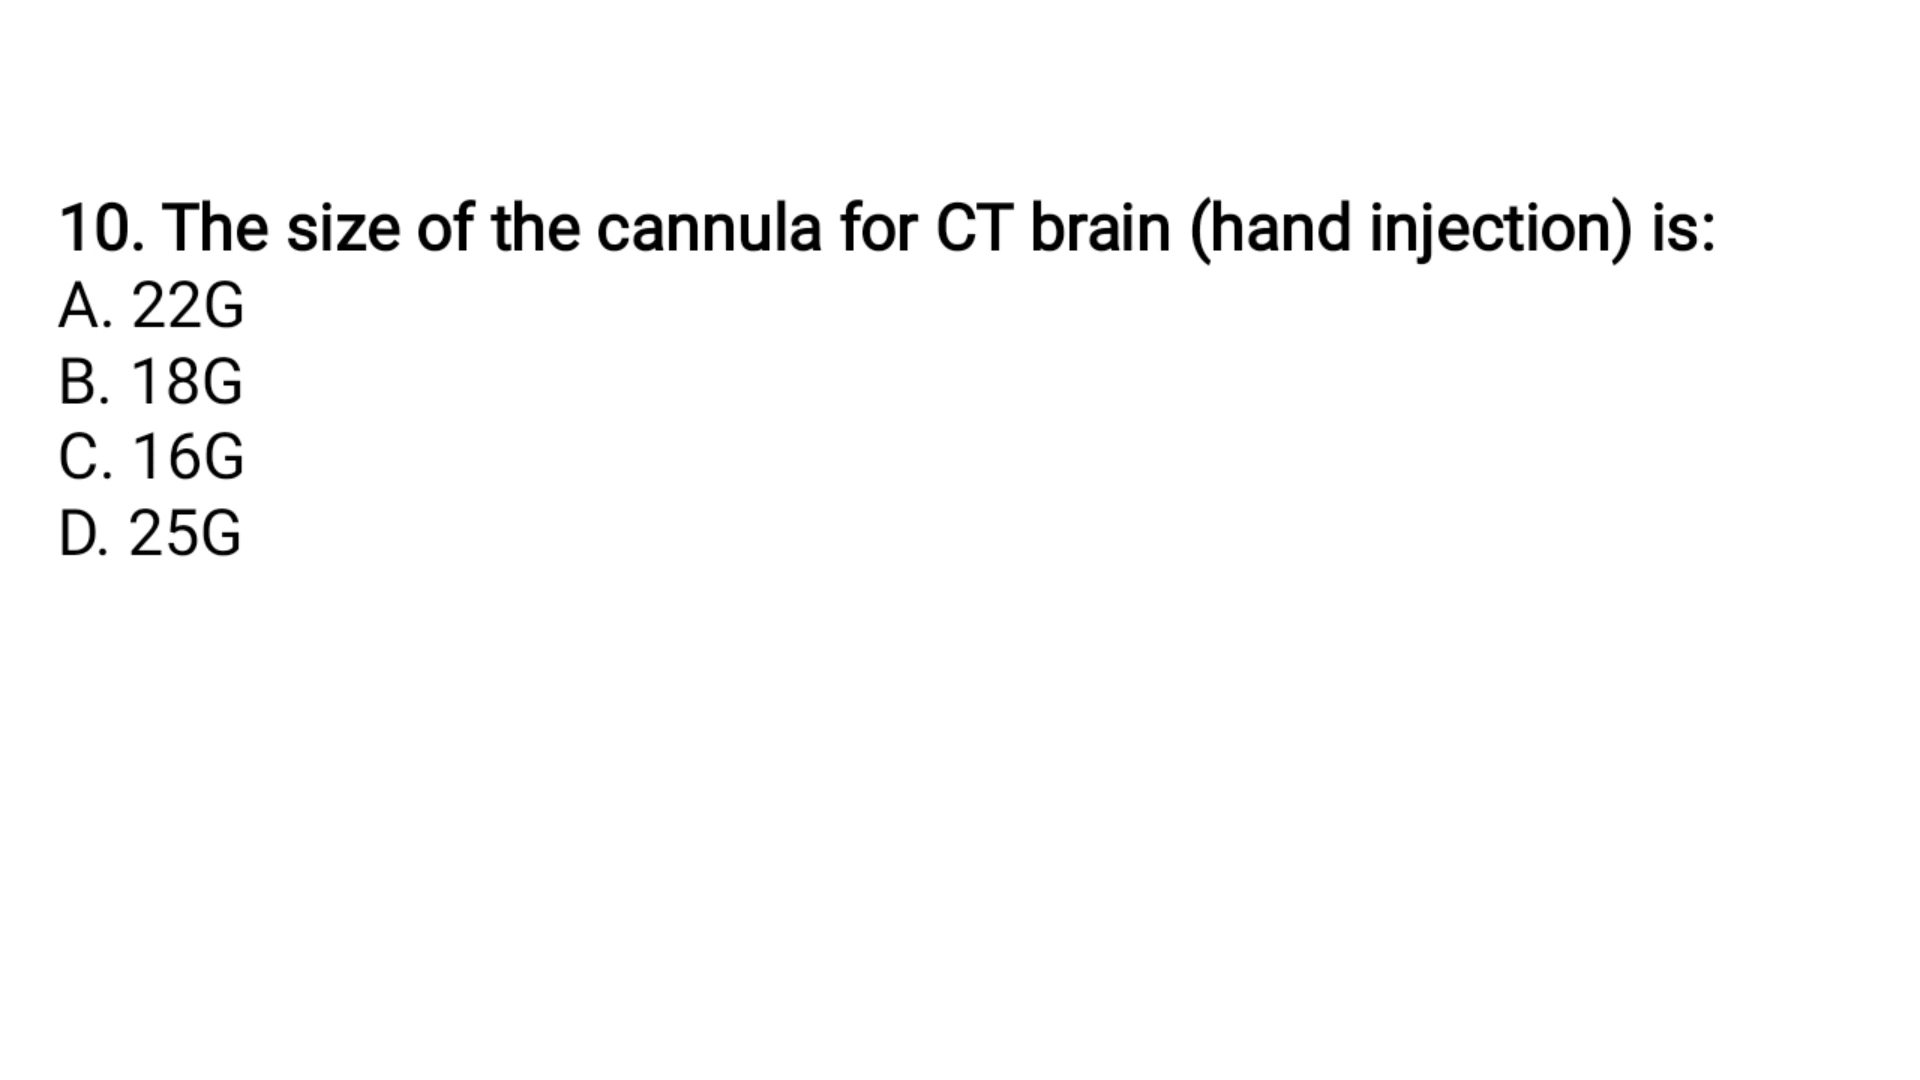 10. The size of the cannula for CT brain (hand injection) is:
A. 22G
B. 18G
C. 16G
D. 25G